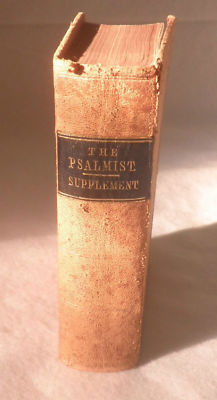 THE
PSALMIST.
SUPPLEMENT